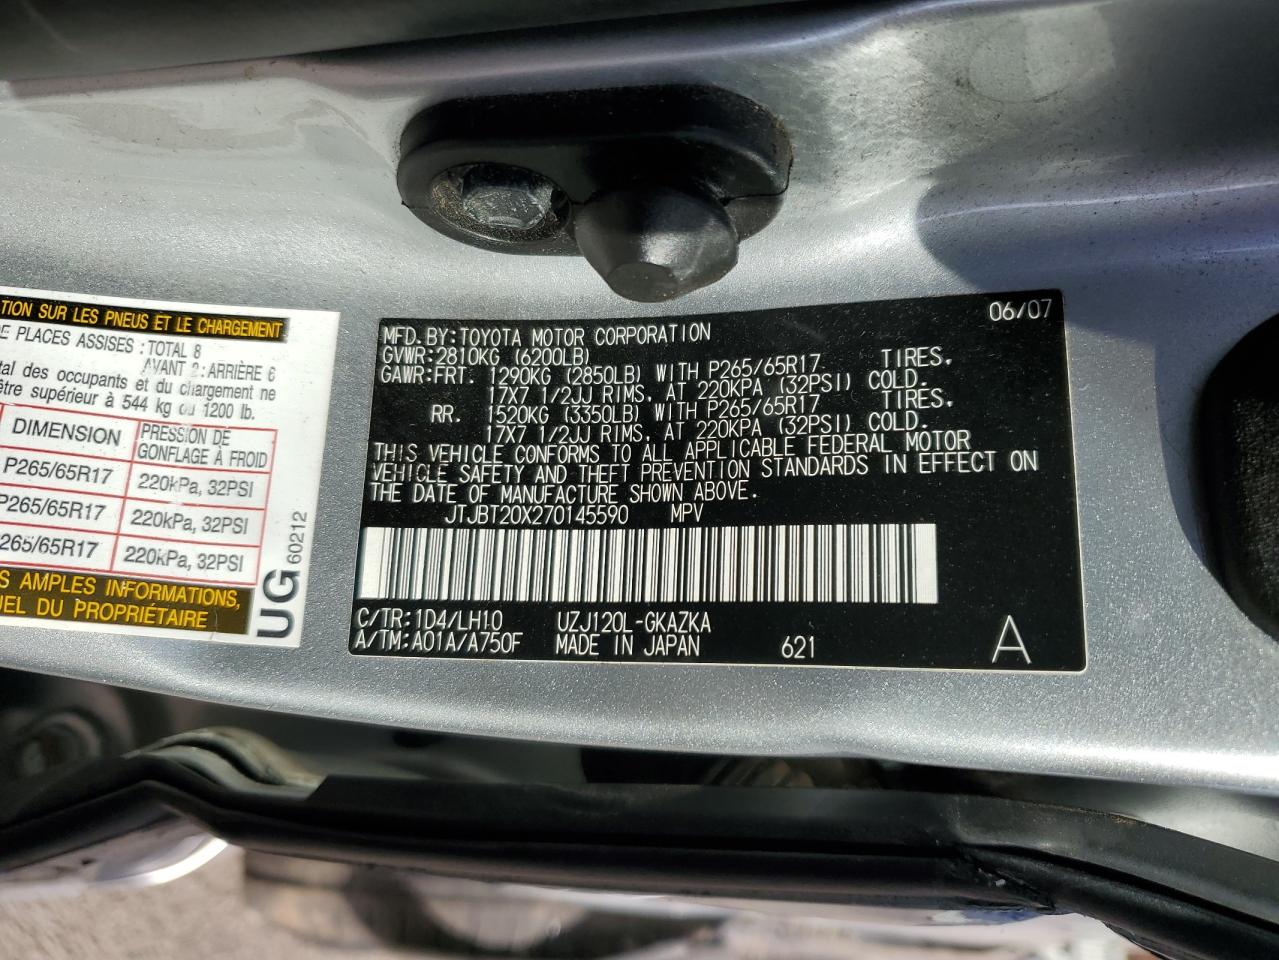 TION SUR LES PNEUS ET LE CHARGEMENT
DE PLACES ASSISES : TOTAL 8
AVANT 2 : ARRIÈRE 6
tal des occupants et du chargement ne
être supérieur à 544 kg ou 1200 lb.
DIMENSION PRESSION DE GONFLAGE À FROID
P265/65R17 220kPa, 32PSI
P265/65R17 220kPa, 32PSI
265/65R17 220kPa, 32PSI
S AMPLES INFORMATIONS,
UEL DU PROPRIÉTAIRE
UG 60212
06/07
MFD.BY:TOYOTA MOTOR CORPORATION
GVWR:2810KG (6200LB)
GAWR:FRT. 1290KG (2850LB) WITH P265/65R17 TIRES.
17X7 1/2JJ RIMS. AT 220KPA (32PSI) COLD.
RR. 1520KG (3350LB) WITH P265/65R17 TIRES.
17X7 1/2JJ RIMS. AT 220KPA (32PSI) COLD.
THIS VEHICLE CONFORMS TO ALL APPLICABLE FEDERAL MOTOR
VEHICLE SAFETY AND THEFT PREVENTION STANDARDS IN EFFECT ON
THE DATE OF MANUFACTURE SHOWN ABOVE.
JTJBT20X270145590 MPV
C/TR:1D4/LH10 UZJ120L-GKAZKA
A/TM:A01A/A750F MADE IN JAPAN 621
A